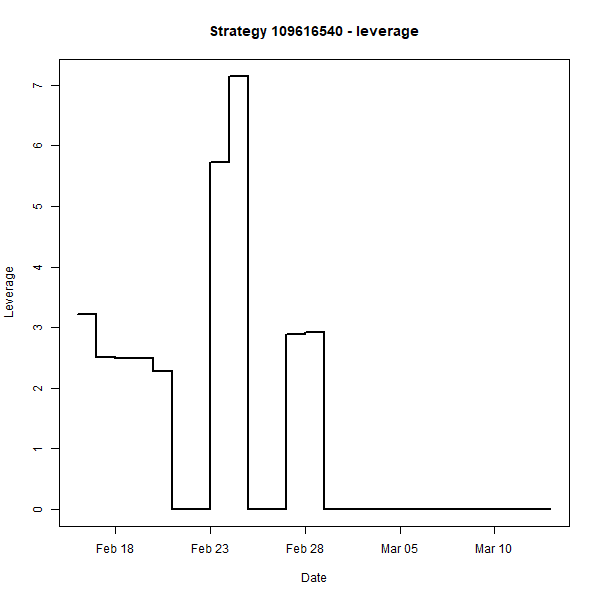 Strategy 109616540 - leverage
Leverage
7
6
5
4
3
2
1
0
Feb 18
Feb 23
Feb 28
Mar 05
Mar 10
Date